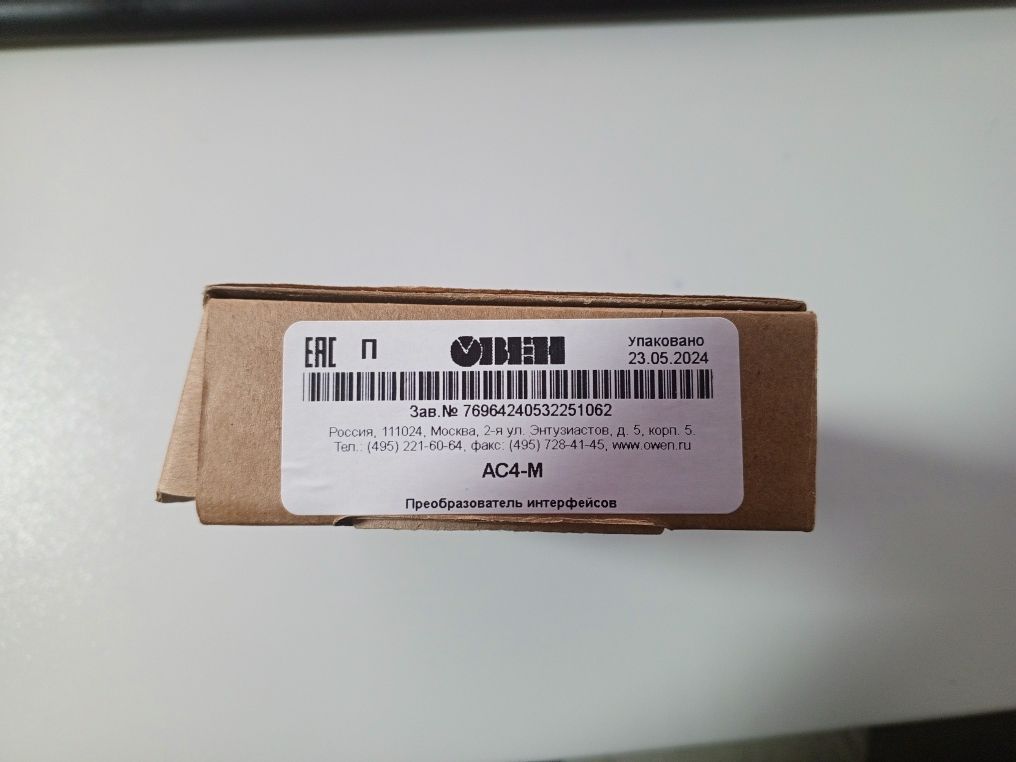 ЕАС П ОВЕН Упаковано
23.05.2024
Зав.№ 76964240532251062
Россия, 111024, Москва, 2-я ул. Энтузиастов, д. 5, корп. 5.
Тел.: (495) 221-60-64, факс: (495) 728-41-45, www.owen.ru
АС4-М
Преобразователь интерфейсов